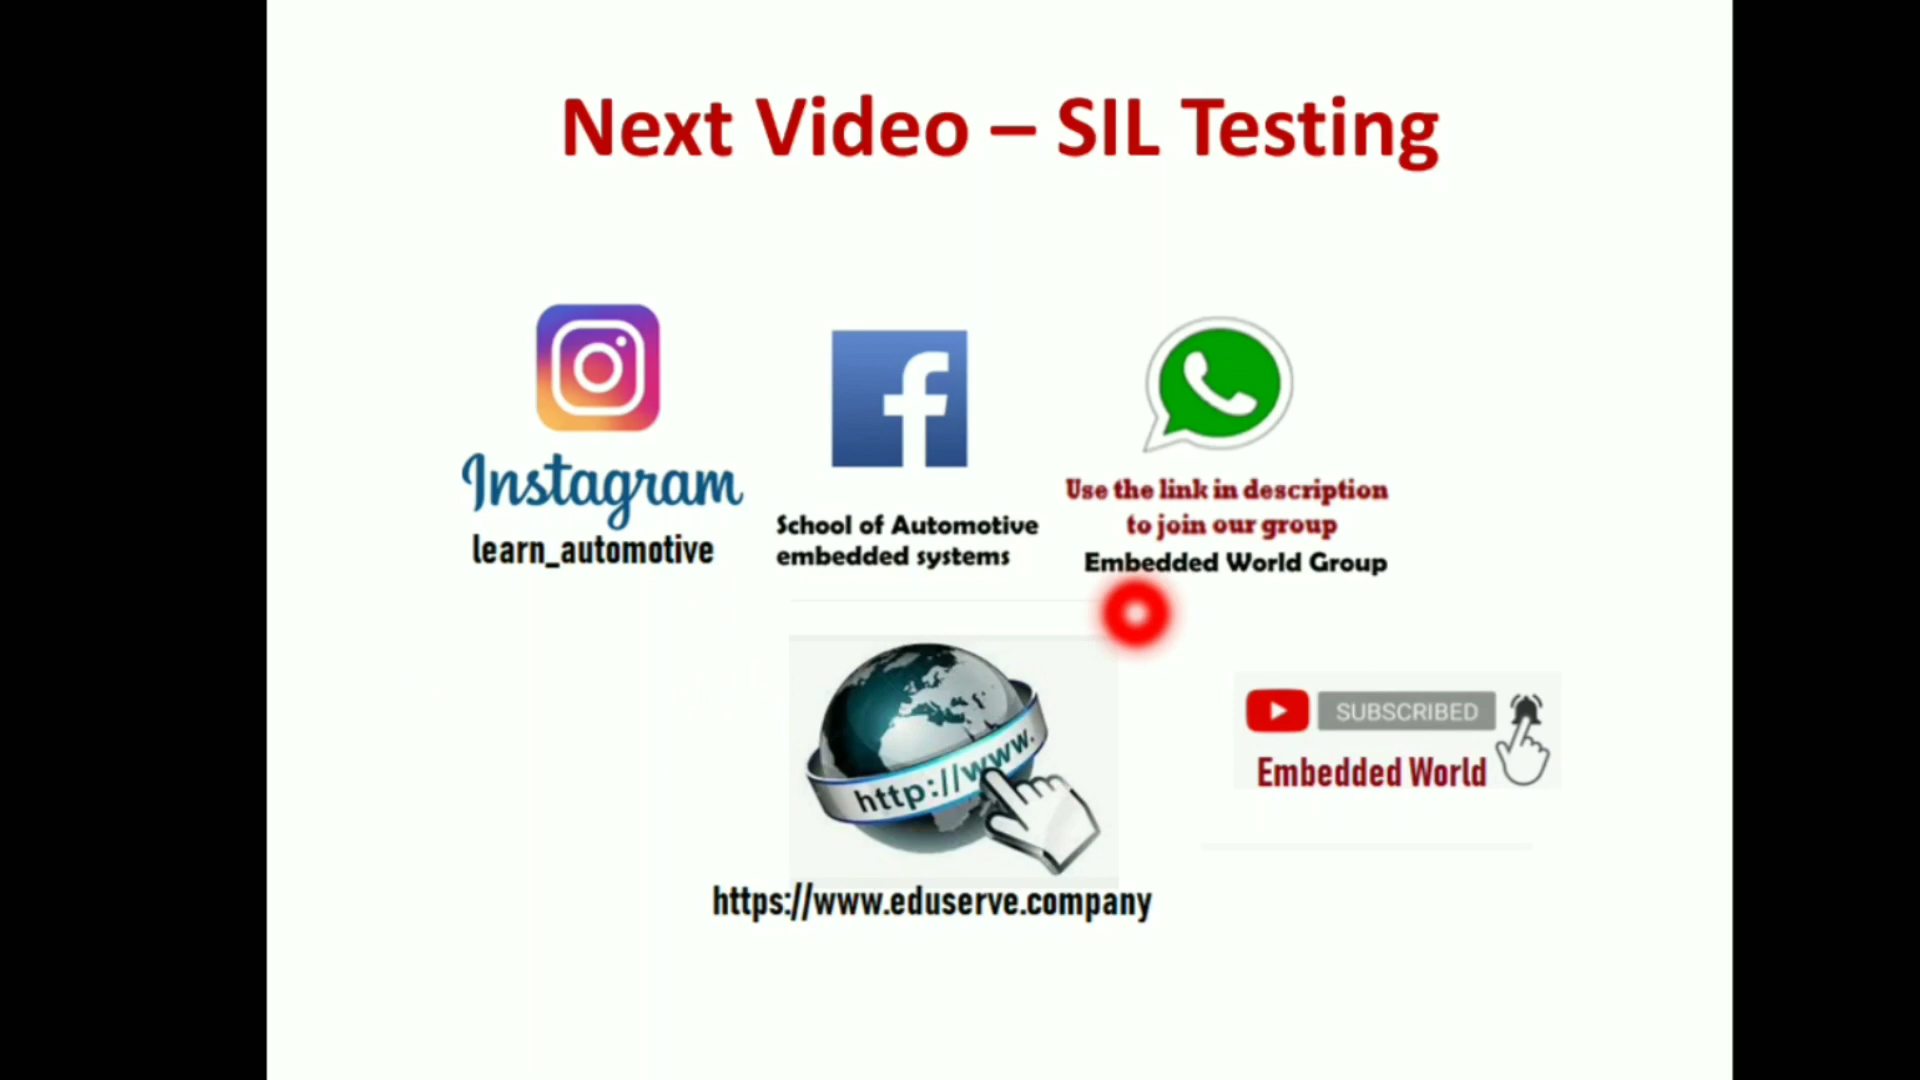 Next Video – SIL Testing
Instagram
learn_automotive
School of Automotive
embedded systems
Use the link in description
to join our group
Embedded World Group
http://www.
https://www.eduserve.company
SUBSCRIBED
Embedded World